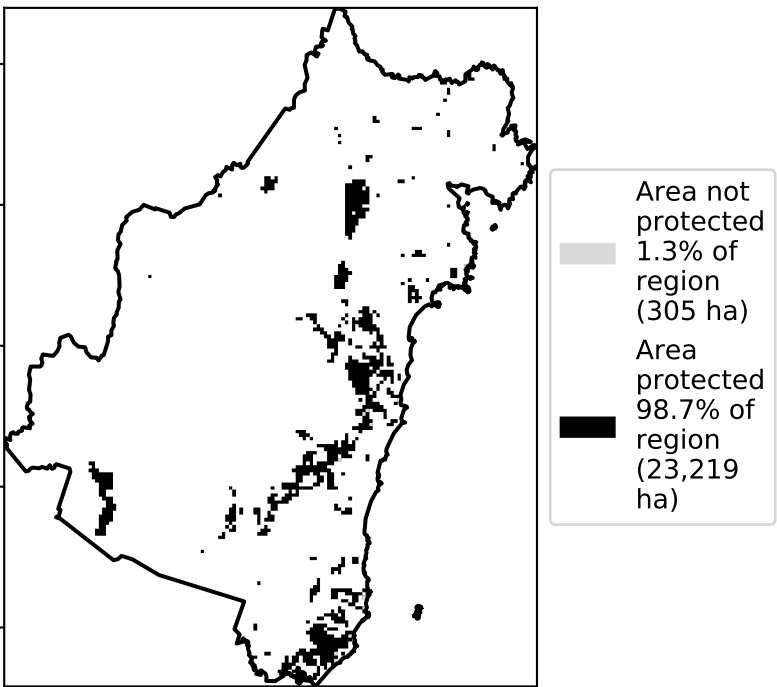 Area not
protected
1.3% of
region
(305 ha)
Area
protected
98.7% of
region
(23,219
ha)